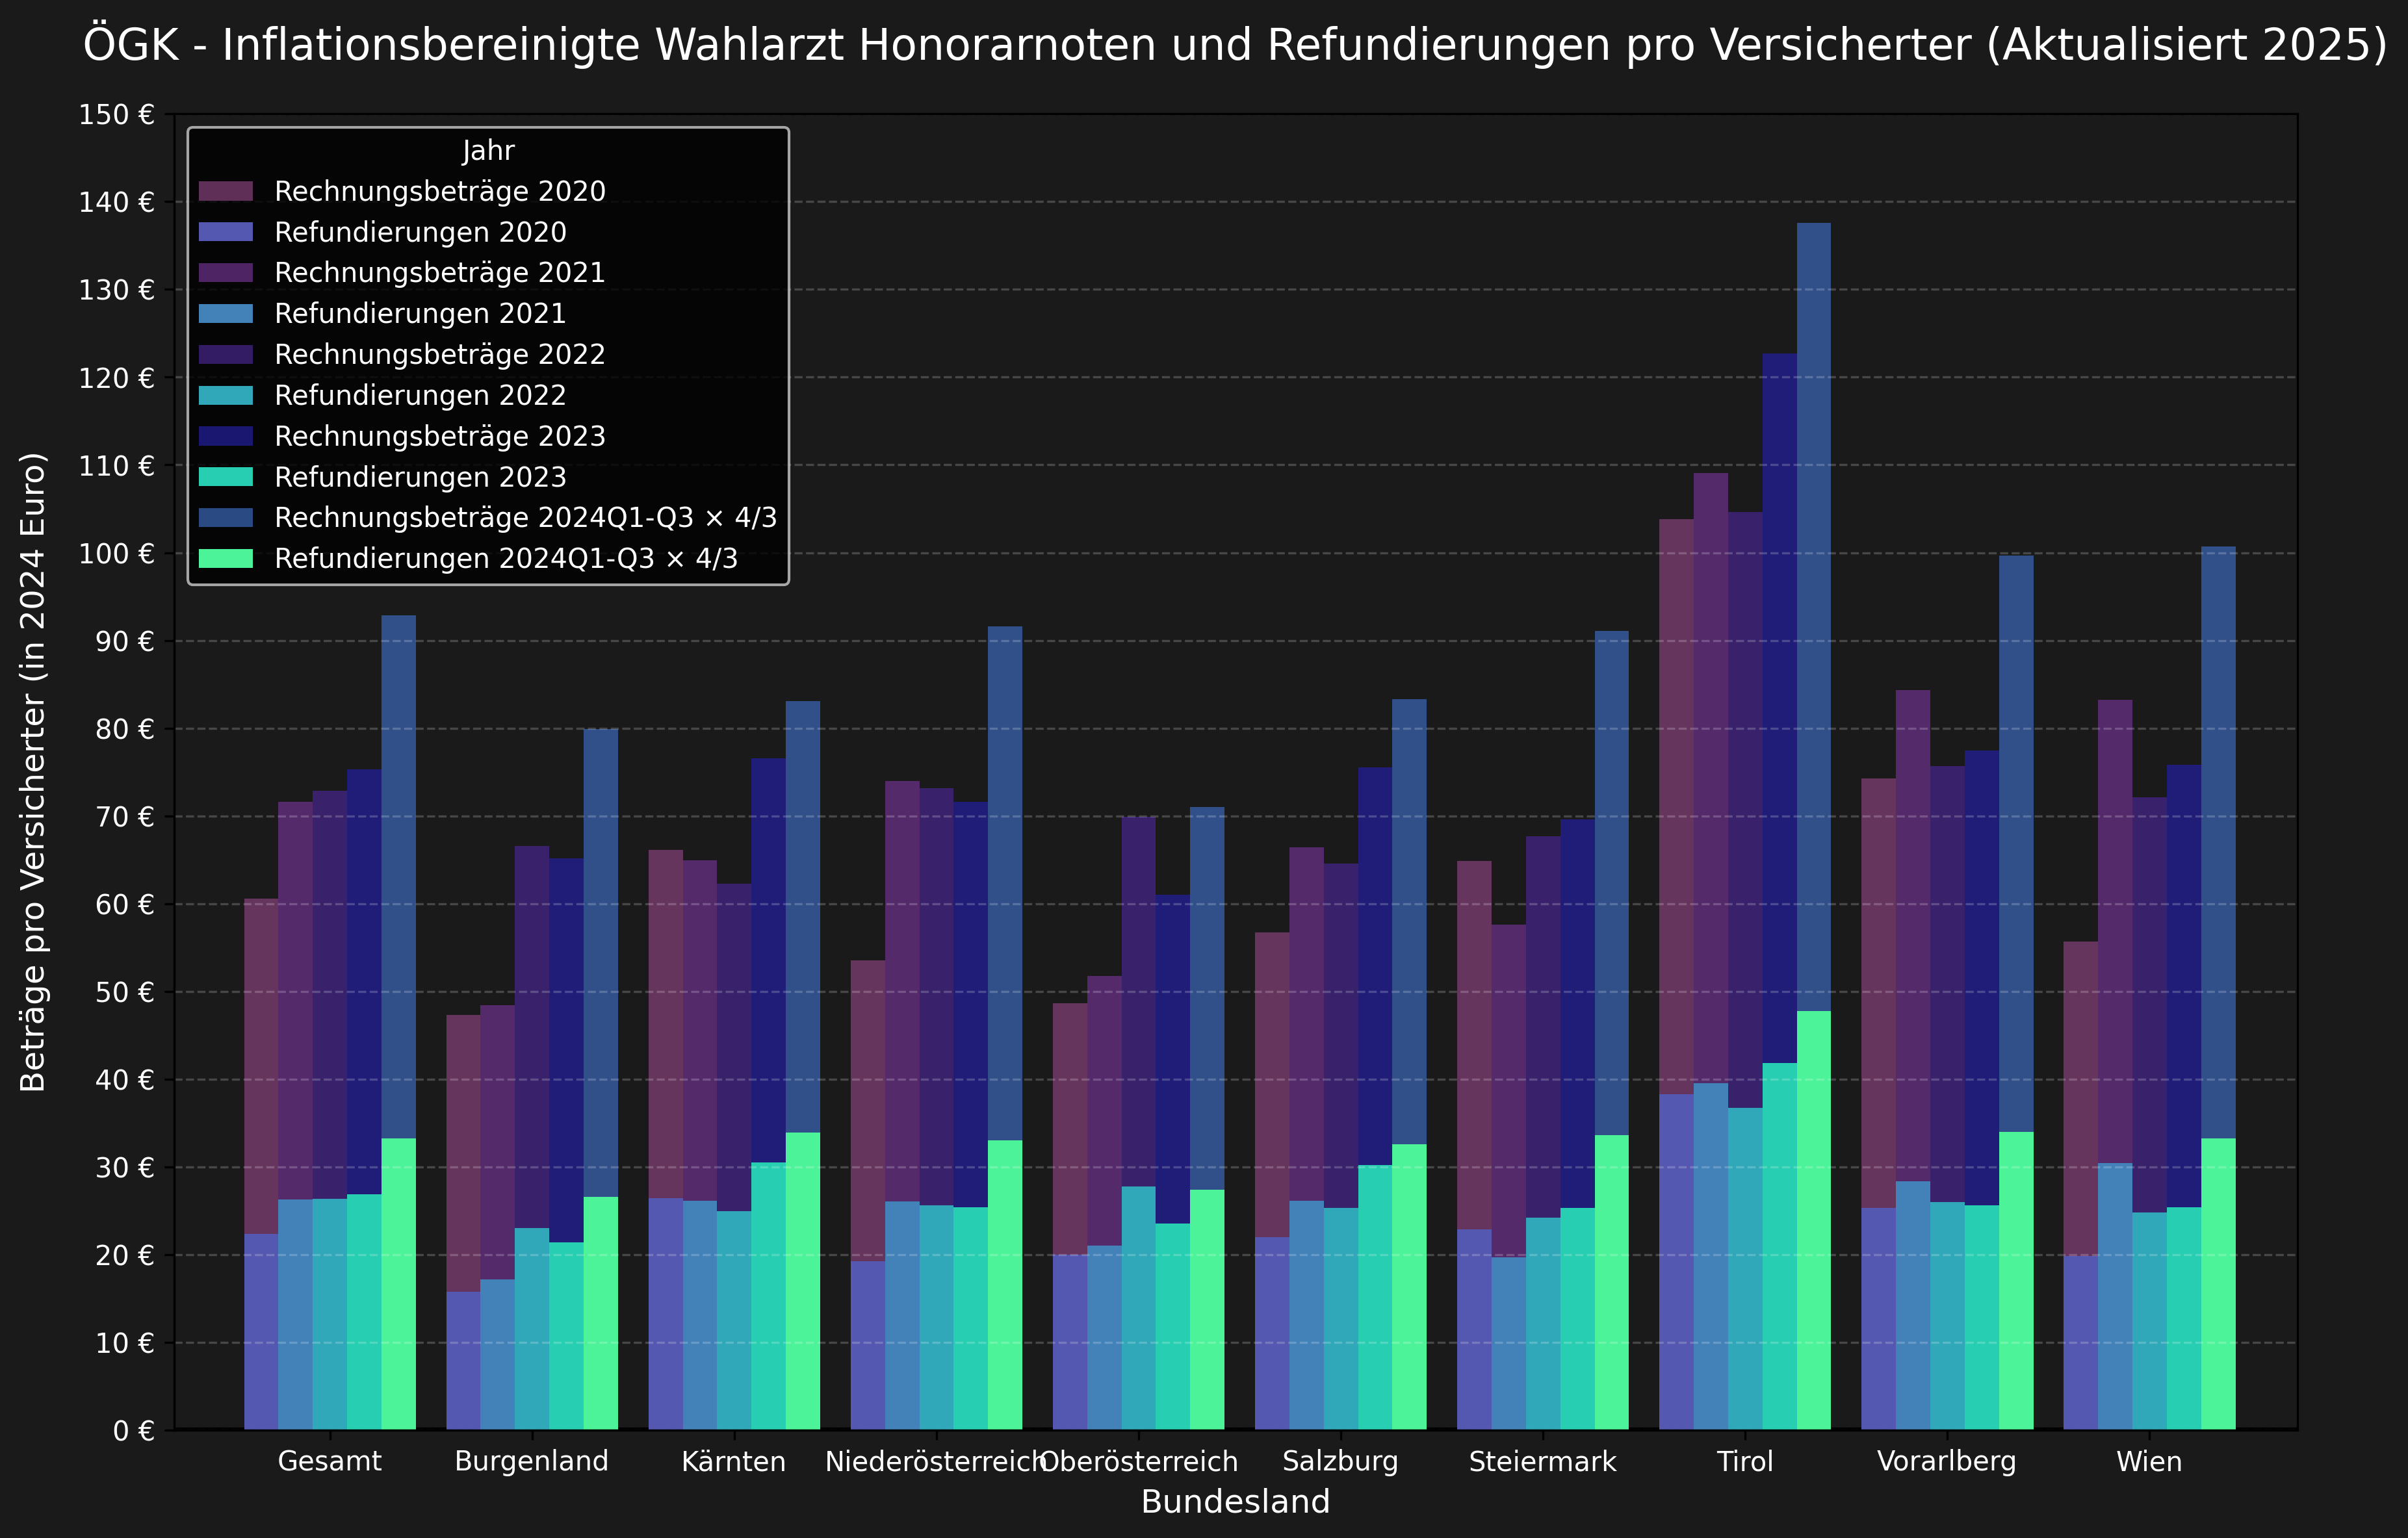 ÖGK - Inflationsbereinigte Wahlarzt Honorarnoten und Refundierungen pro Versicherter (Aktualisiert 2025)
150 €
140 €
130 €
120 €
110 €
100 €
90 €
80 €
70 €
60 €
50 €
40 €
30 €
20 €
10 €
0 €
Beträge pro Versicherter (in 2024 Euro)
Jahr
Rechnungsbeträge 2020
Refundierungen 2020
Rechnungsbeträge 2021
Refundierungen 2021
Rechnungsbeträge 2022
Refundierungen 2022
Rechnungsbeträge 2023
Refundierungen 2023
Rechnungsbeträge 2024Q1-Q3 × 4/3
Refundierungen 2024Q1-Q3 × 4/3
Gesamt
Burgenland
Kärnten
Niederösterreich
Oberösterreich
Salzburg
Steiermark
Tirol
Vorarlberg
Wien
Bundesland